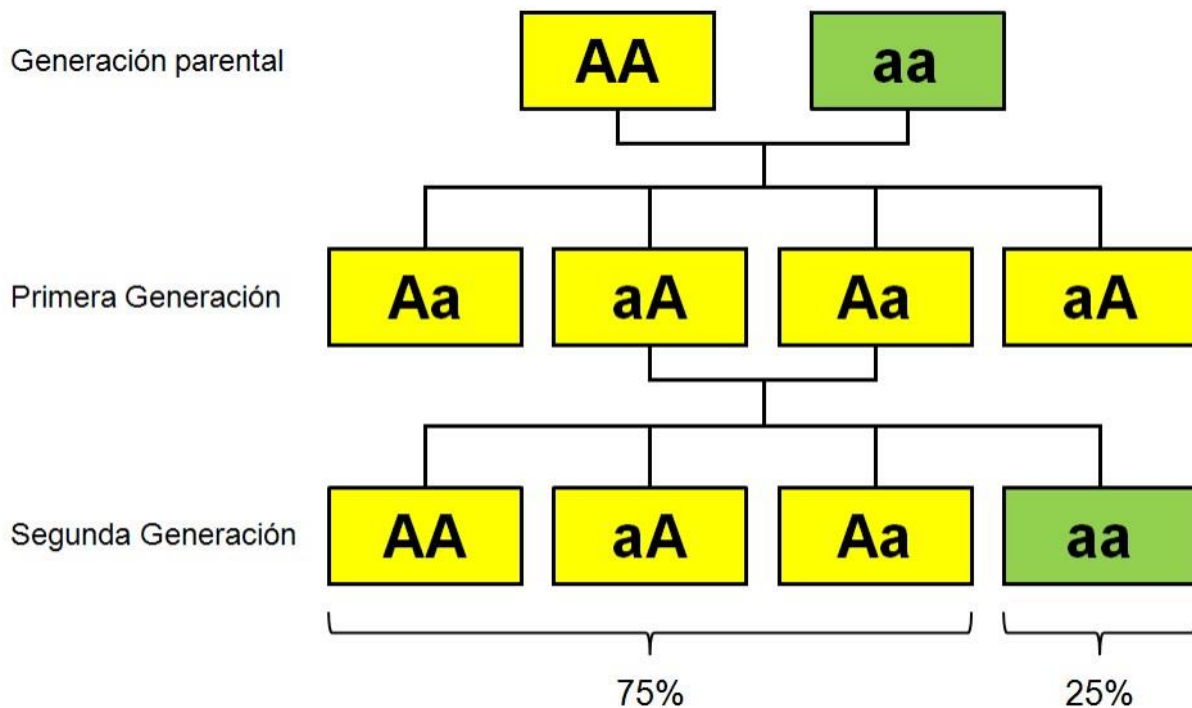 Generación parental
AA aa
Primera Generación
Aa aA Aa aA
Segunda Generación
AA aA Aa aa
75% 25%